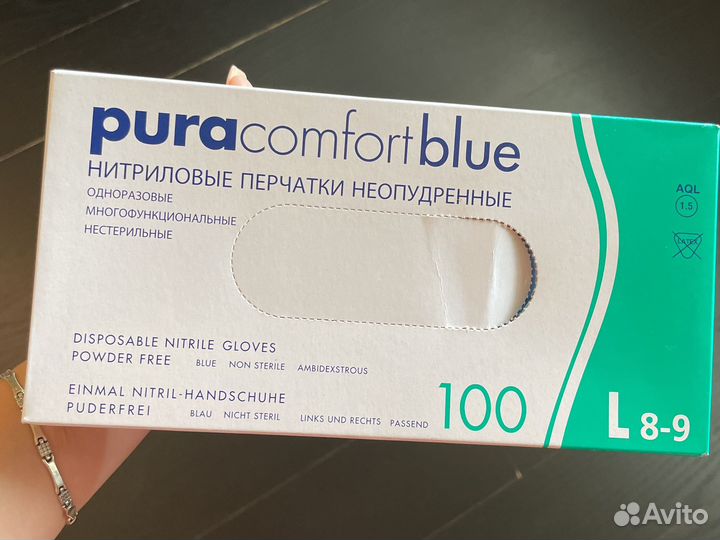 puracomfortblue
НИТРИЛОВЫЕ ПЕРЧАТКИ НЕОПУДРЕННЫЕ
ОДНОРАЗОВЫЕ
МНОГОФУНКЦИОНАЛЬНЫЕ
НЕСТЕРИЛЬНЫЕ
AQL
1.5
LATEX
DISPOSABLE NITRILE GLOVES
POWDER FREE BLUE NON STERILE AMBIDEXSTROUS
EINMAL NITRIL-HANDSCHUHE
PUDERFREI BLAU NICHT STERIL LINKS UND RECHTS PASSEND
100
L 8-9
Avito